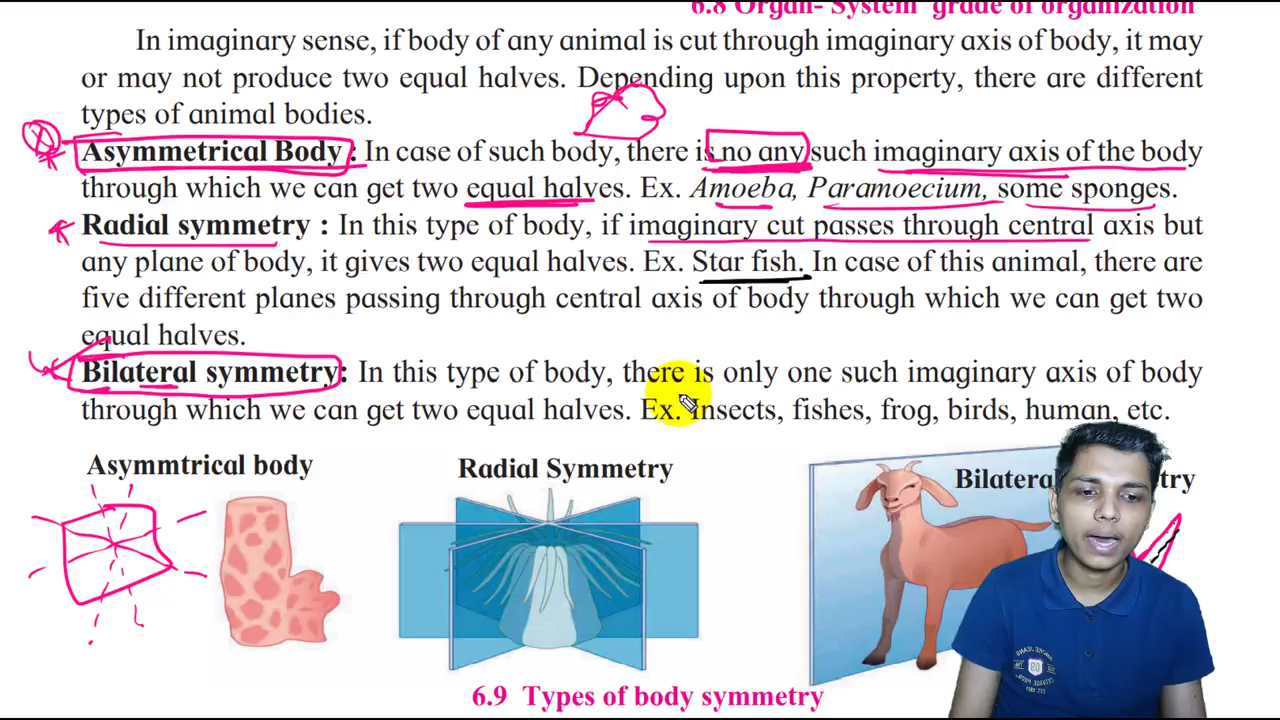 6.8 Organ- System grade of organization
In imaginary sense, if body of any animal is cut through imaginary axis of body, it may
or may not produce two equal halves. Depending upon this property, there are different
types of animal bodies.
Asymmetrical Body : In case of such body, there is no any such imaginary axis of the body
through which we can get two equal halves. Ex. Amoeba, Paramoecium, some sponges.
Radial symmetry : In this type of body, if imaginary cut passes through central axis but
any plane of body, it gives two equal halves. Ex. Star fish. In case of this animal, there are
five different planes passing through central axis of body through which we can get two
equal halves.
Bilateral symmetry: In this type of body, there is only one such imaginary axis of body
through which we can get two equal halves. Ex. Insects, fishes, frog, birds, human, etc.
Asymmtrical body
Radial Symmetry
6.9 Types of body symmetry